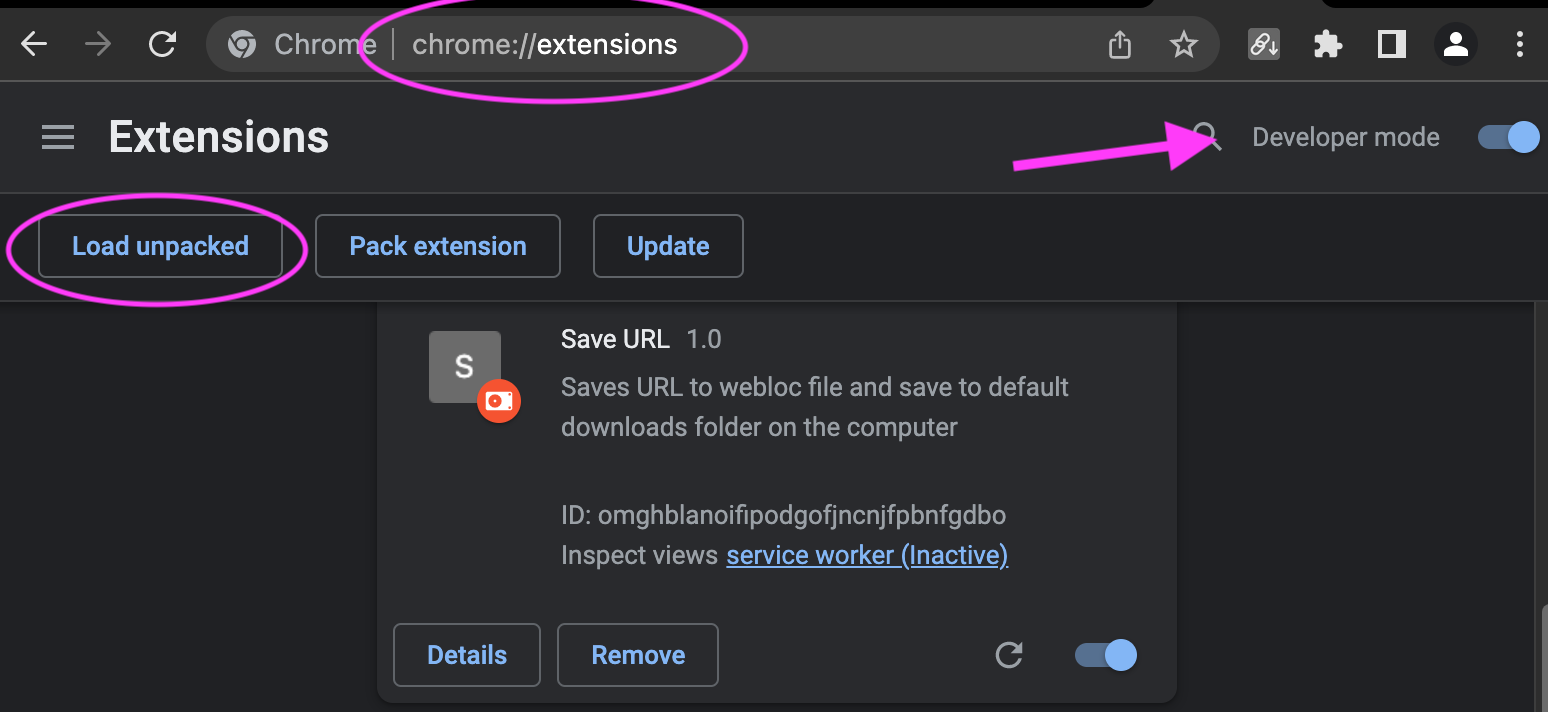 Chrome | chrome://extensions
Extensions
Developer mode
Load unpacked
Pack extension
Update
S
Save URL 1.0
Saves URL to webloc file and save to default
downloads folder on the computer
ID: omghblanoifipodgofjncnjfpbnfgdbo
Inspect views service worker (Inactive)
Details
Remove